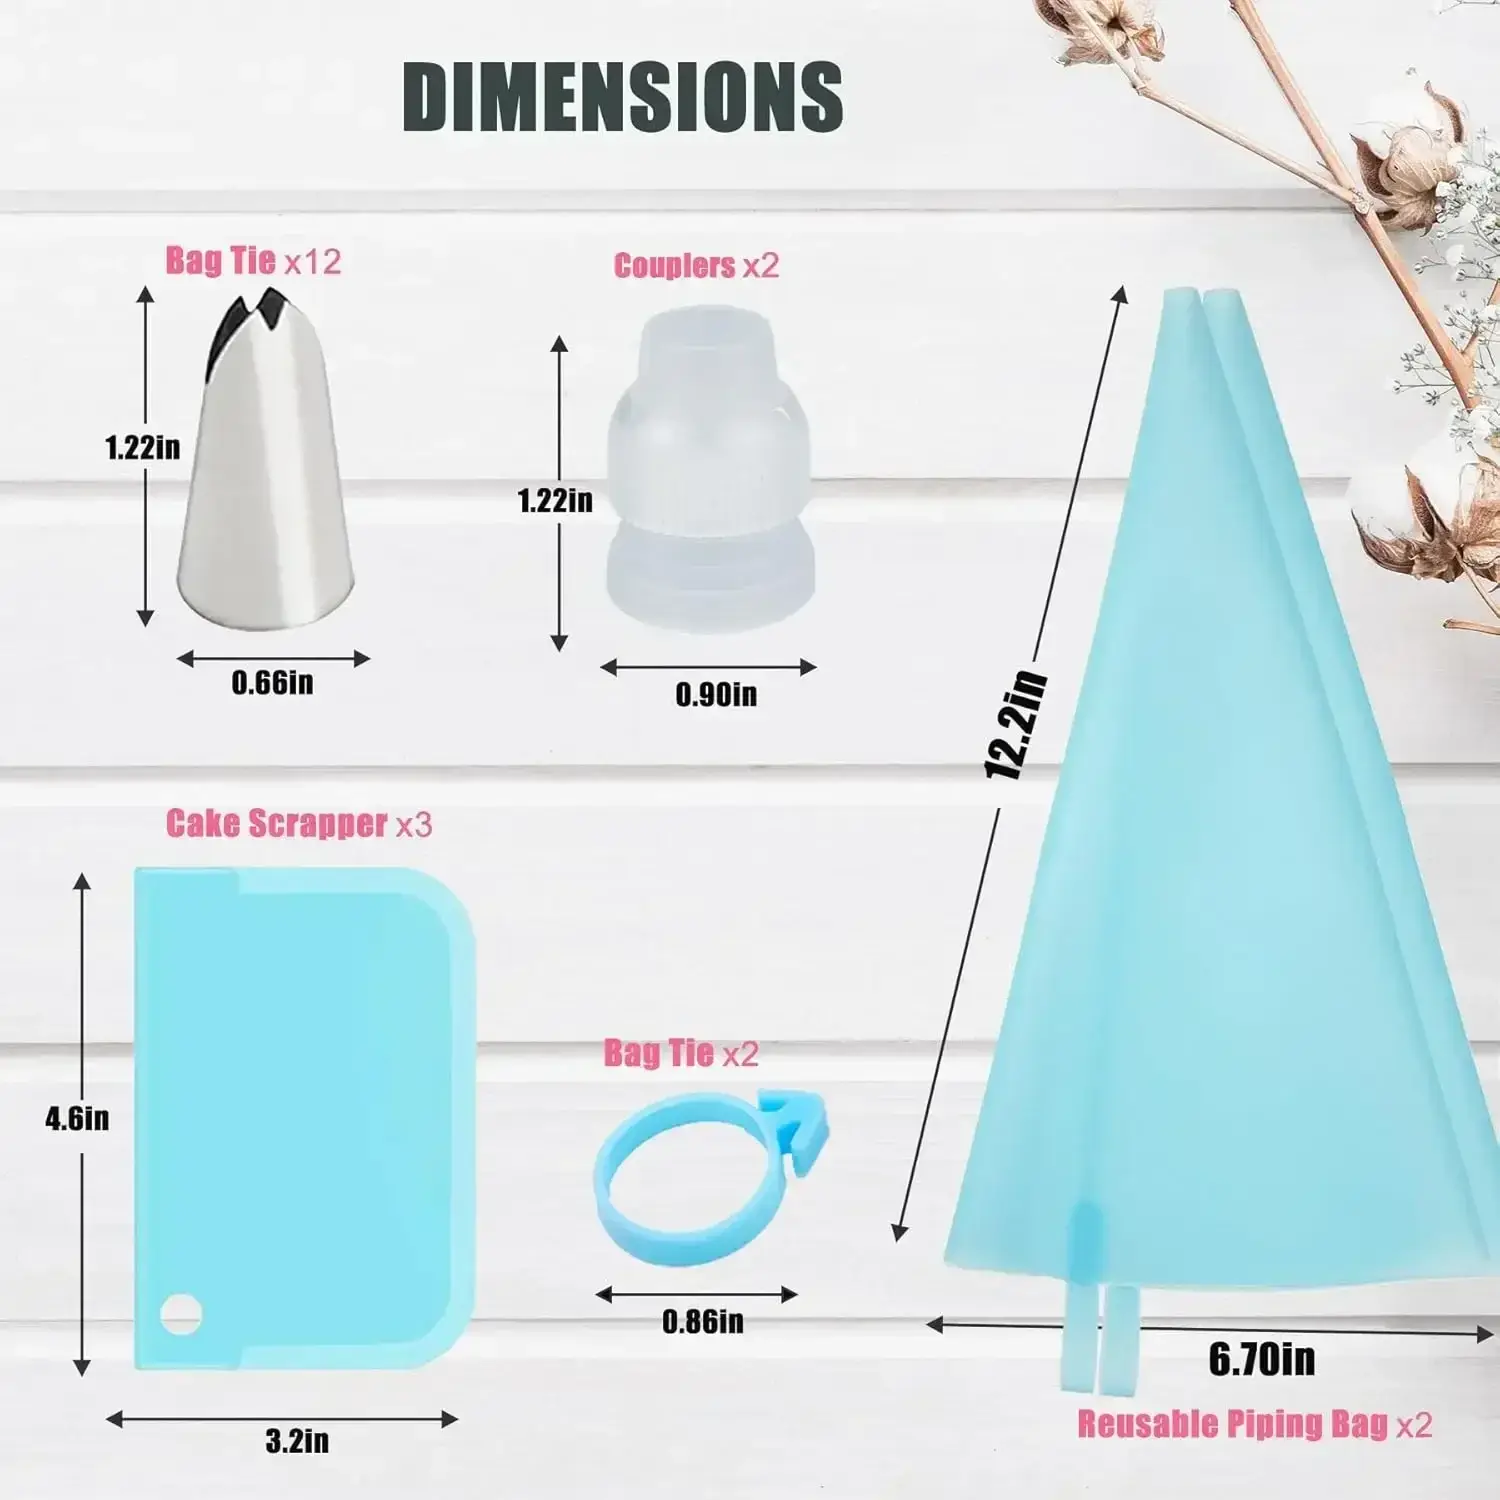 DIMENSIONS
Bag Tie x12
1.22in
0.66in
Couplers x2
1.22in
0.90in
12.2in
6.70in
Reusable Piping Bag x2
Cake Scrapper x3
4.6in
3.2in
Bag Tie x2
0.86in